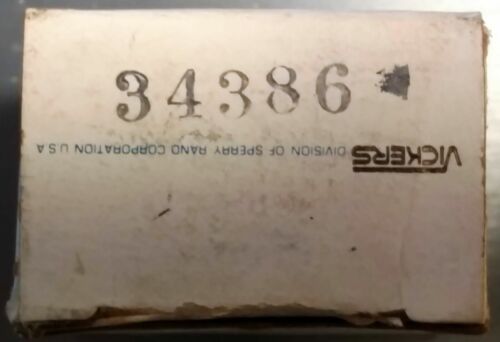 34386
VICKERS DIVISION OF SPERRY RAND CORPORATION U S A